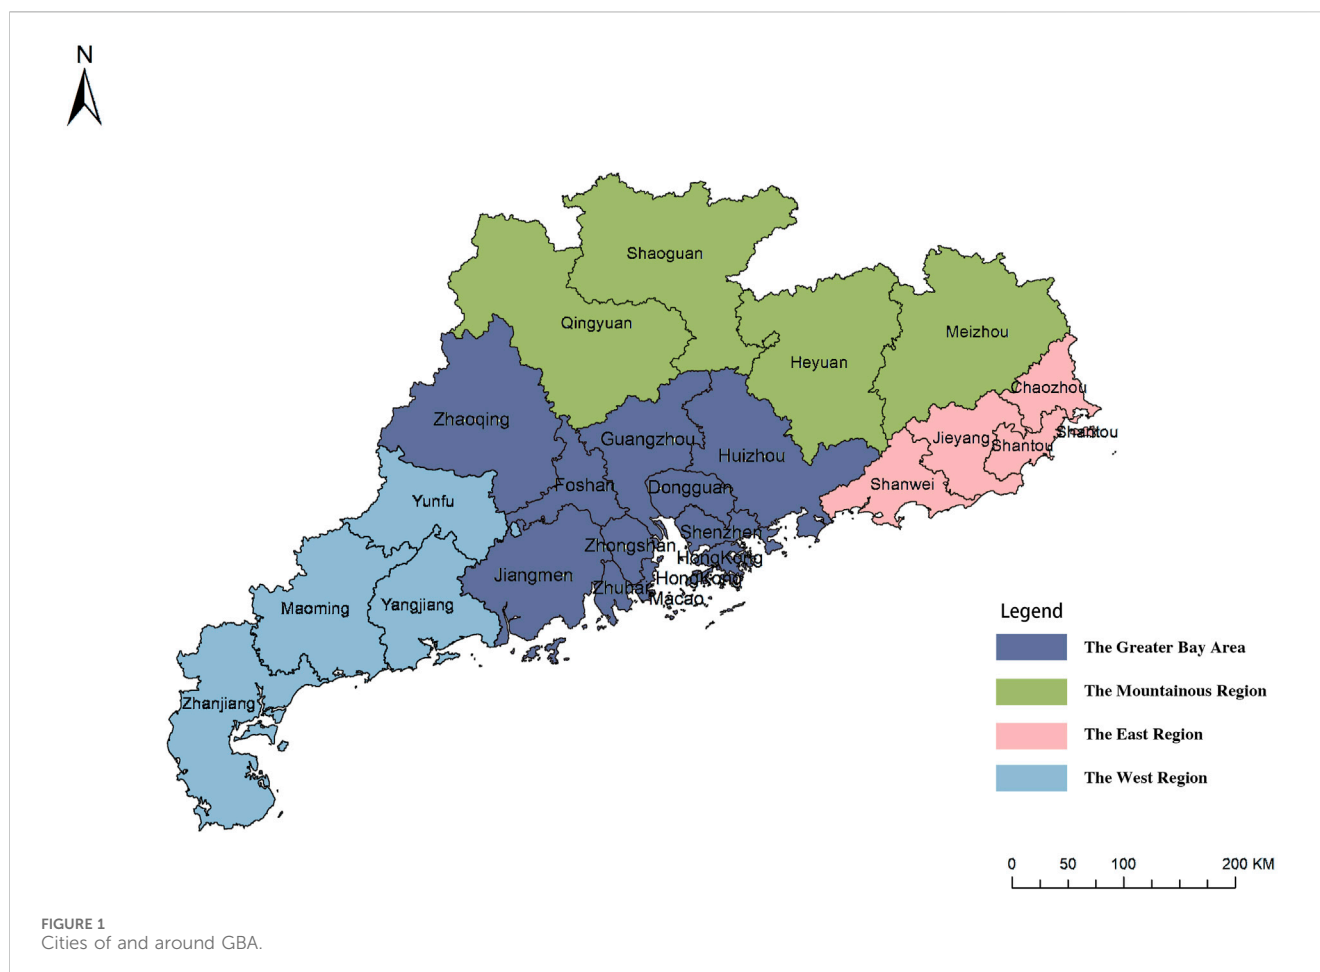 N
Shaoguan
Qingyuan
Meizhou
Heyuan
Chaozhou
Zhaoqing
Guangzhou
Jieyang
Shantou
Shantou
Huizhou
Foshan
Dongguan
Shanwei
Yunfu
Shenzhen
Zhongshan
HongKong
Jiangmen
HongKong
Zhuhai
Macao
Maoming
Yangjiang
Zhanjiang
Legend
The Greater Bay Area
The Mountainous Region
The East Region
The West Region
0 50 100 200 KM
FIGURE 1
Cities of and around GBA.